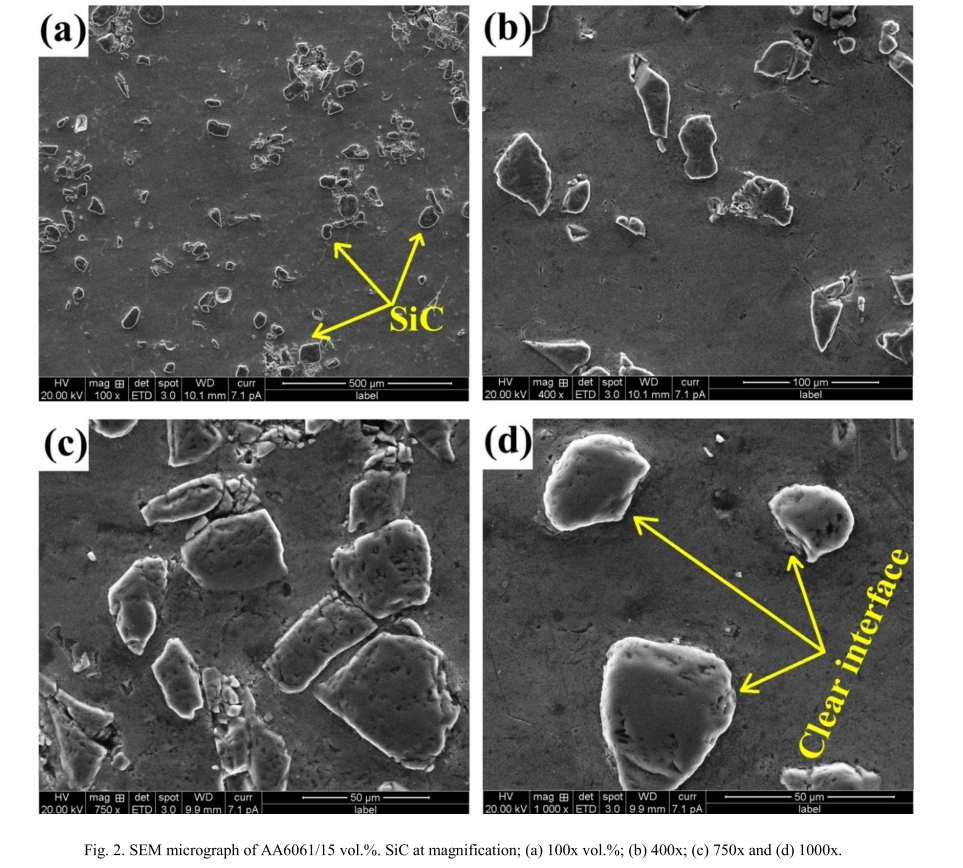 (a)
SiC
HV mag det spot WD curr 500 µm
20.00 kV 100 x ETD 3.0 10.1 mm 7.1 pA label
(b)
HV mag det spot WD curr 100 µm
20.00 kV 400 x ETD 3.0 10.1 mm 7.1 pA label
(c)
HV mag det spot WD curr 50 µm
20.00 kV 750 x ETD 3.0 9.9 mm 7.1 pA label
(d)
Clear interface
HV mag det spot WD curr 50 µm
20.00 kV 1 000 x ETD 3.0 9.9 mm 7.1 pA label
Fig. 2. SEM micrograph of AA6061/15 vol.%. SiC at magnification; (a) 100x vol.%; (b) 400x; (c) 750x and (d) 1000x.